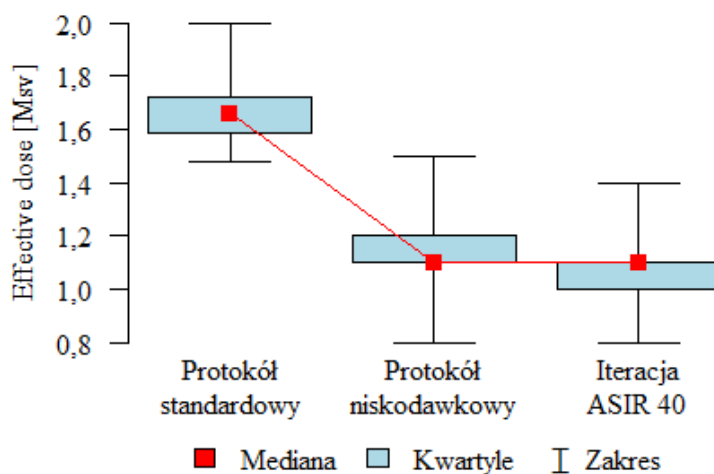 Effective dose [Msv]
2,0
1,8
1,6
1,4
1,2
1,0
0,8
Protokół
standardowy
Protokół
niskodawkowy
Iteracja
ASIR 40
Mediana
Kwartyle
Zakres